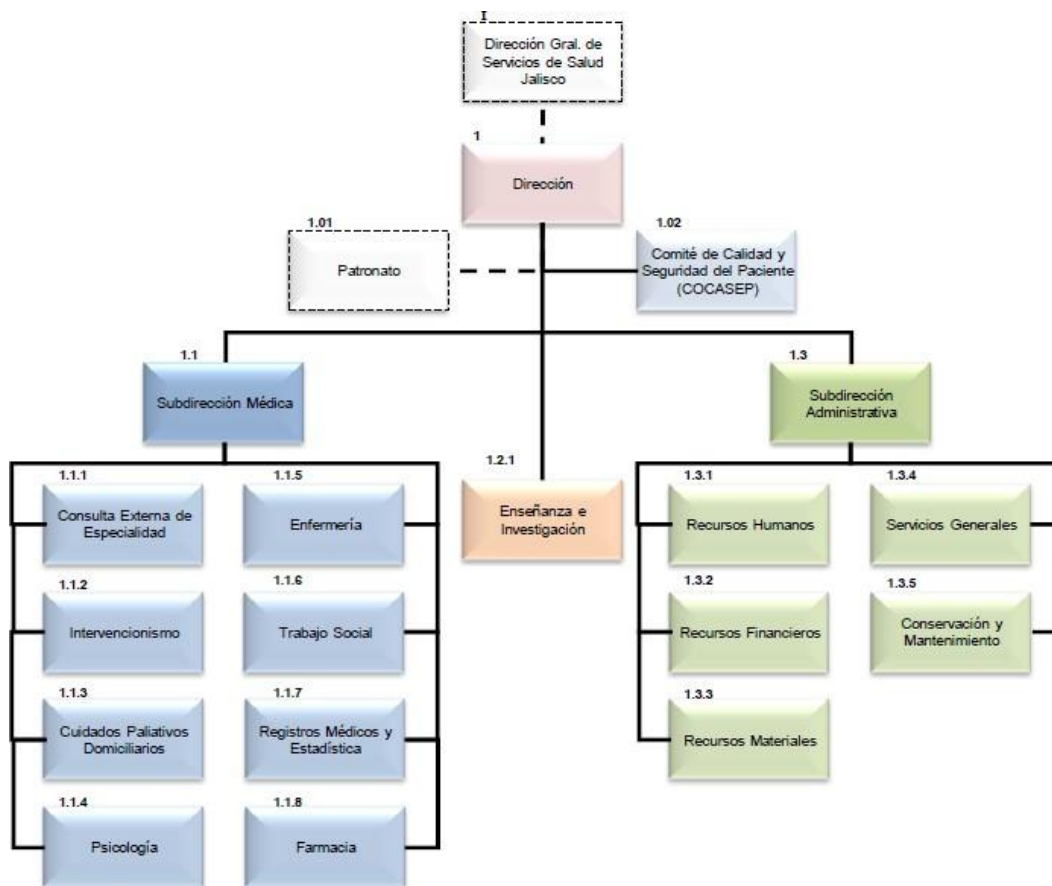 I
Dirección Gral. de
Servicios de Salud
Jalisco
1
Dirección
1.01
Patronato
1.02
Comité de Calidad y
Seguridad del Paciente
(COCASEP)
1.1
Subdirección Médica
1.3
Subdirección
Administrativa
1.1.1
Consulta Externa de
Especialidad
1.1.5
Enfermería
1.2.1
Enseñanza e
Investigación
1.3.1
Recursos Humanos
1.3.4
Servicios Generales
1.1.2
Intervencionismo
1.1.6
Trabajo Social
1.3.2
Recursos Financieros
1.3.5
Conservación y
Mantenimiento
1.1.3
Cuidados Paliativos
Domiciliarios
1.1.7
Registros Médicos y
Estadística
1.3.3
Recursos Materiales
1.1.4
Psicología
1.1.8
Farmacia